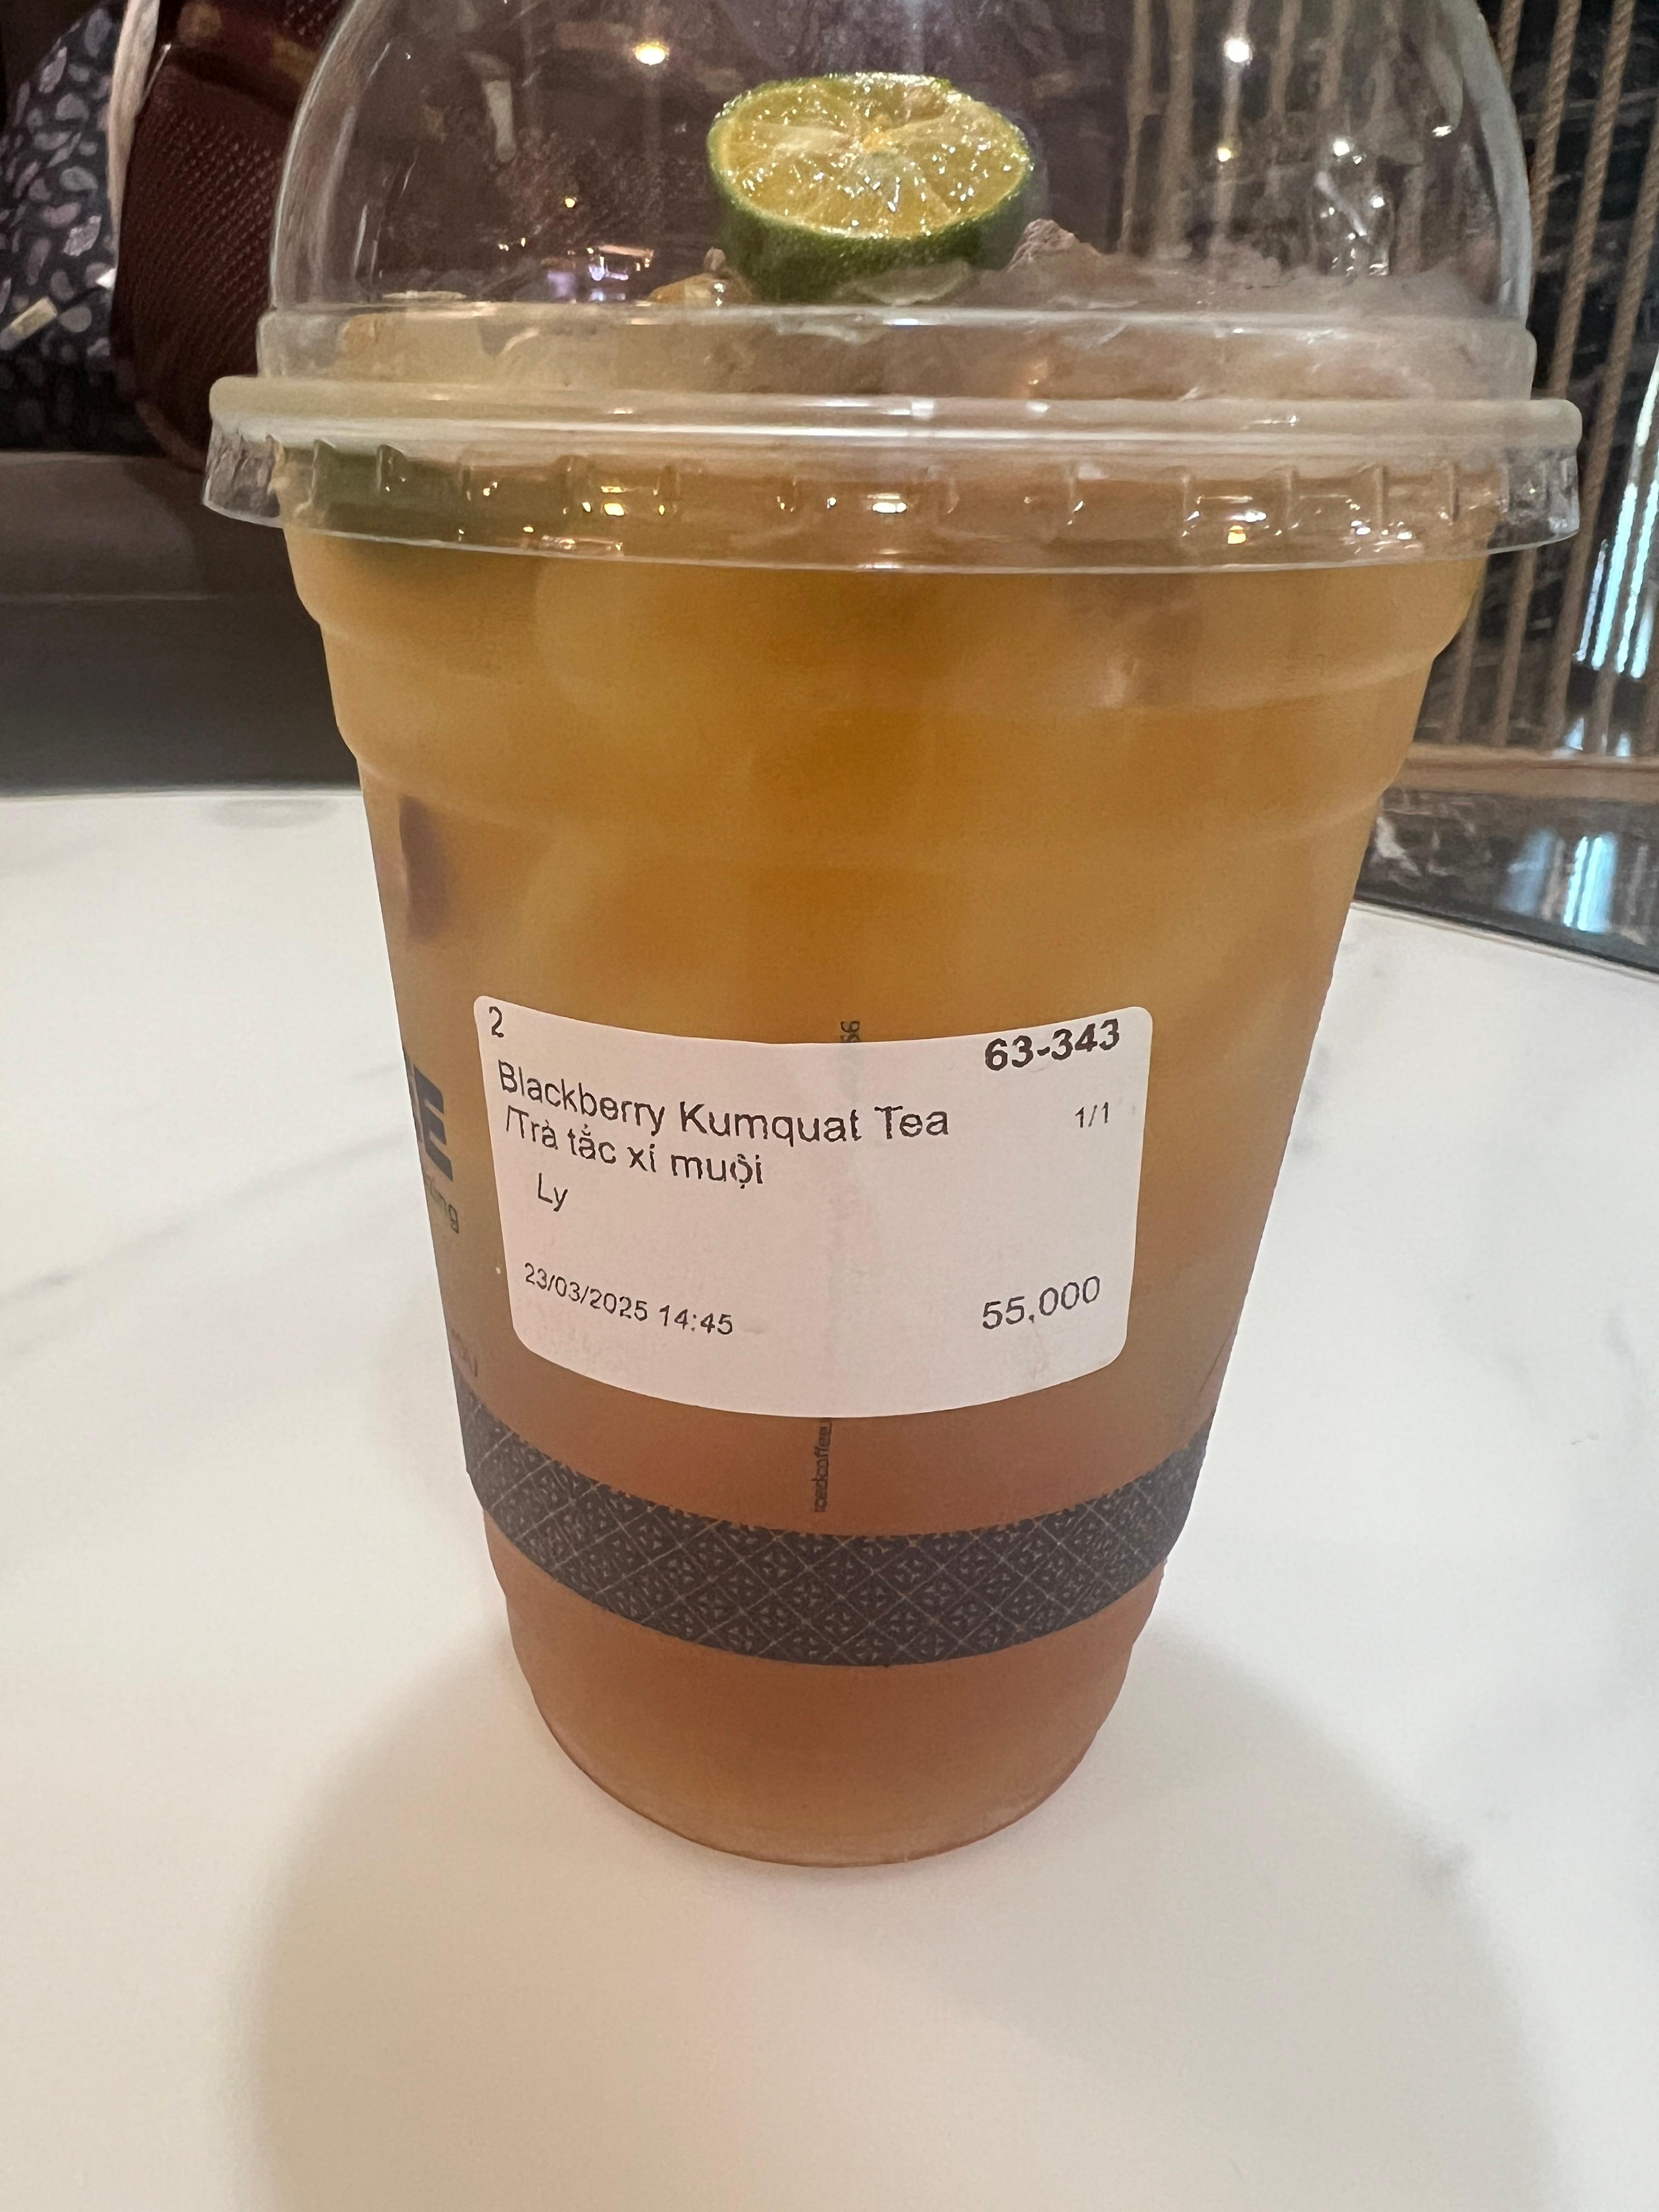 2
63-343
Blackberry Kumquat Tea
1/1
/Trà tắc xí muội
Ly
23/03/2025 14:45
55,000